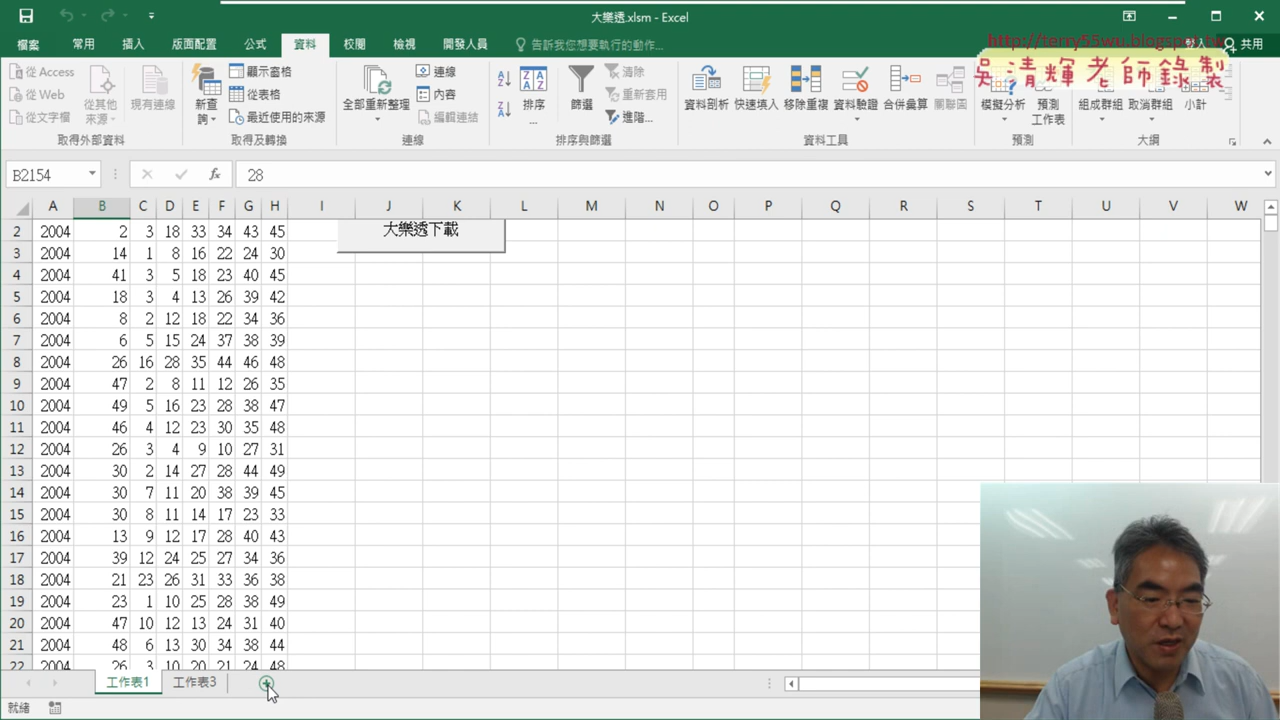 大樂透.xlsm - Excel
http://terry55wu.blogspot.tw
吳清輝老師錄製
檔案 常用 插入 版面配置 公式 資料 校閱 檢視 開發人員 告訴我您想要執行的動作... 共用
從 Access
從 Web
從文字檔
從其他來源
現有連線
新查詢
顯示窗格
從表格
最近使用的來源
全部重新整理
連線
內容
編輯連結
排序...
篩選
清除
重新套用
進階...
資料剖析 快速填入 移除重複 資料驗證 合併彙算 關聯圖 模擬分析 預測工作表 組成群組 取消群組 小計
取得外部資料 取得及轉換 連線 排序與篩選 資料工具 預測 大綱
B2154 fx 28
A B C D E F G H I J K L M N O P Q R S T U V W
2 2004 2 3 18 33 34 43 45 大樂透下載
3 2004 14 1 8 16 22 24 30
4 2004 41 3 5 18 23 40 45
5 2004 18 3 4 13 26 39 42
6 2004 8 2 12 18 22 34 36
7 2004 6 5 15 24 37 38 39
8 2004 26 16 28 35 44 46 48
9 2004 47 2 8 11 12 26 35
10 2004 49 5 16 23 28 38 47
11 2004 46 4 12 23 30 35 48
12 2004 26 3 4 9 10 27 31
13 2004 30 2 14 27 28 44 49
14 2004 30 7 11 20 38 39 45
15 2004 30 8 11 14 17 23 33
16 2004 13 9 12 17 28 40 43
17 2004 39 12 24 25 27 34 36
18 2004 21 23 26 31 33 36 38
19 2004 23 1 10 25 28 38 49
20 2004 47 10 12 13 24 31 40
21 2004 48 6 13 30 34 38 44
22 2004 26 3 10 20 21 24 48
工作表1 工作表3
就緒